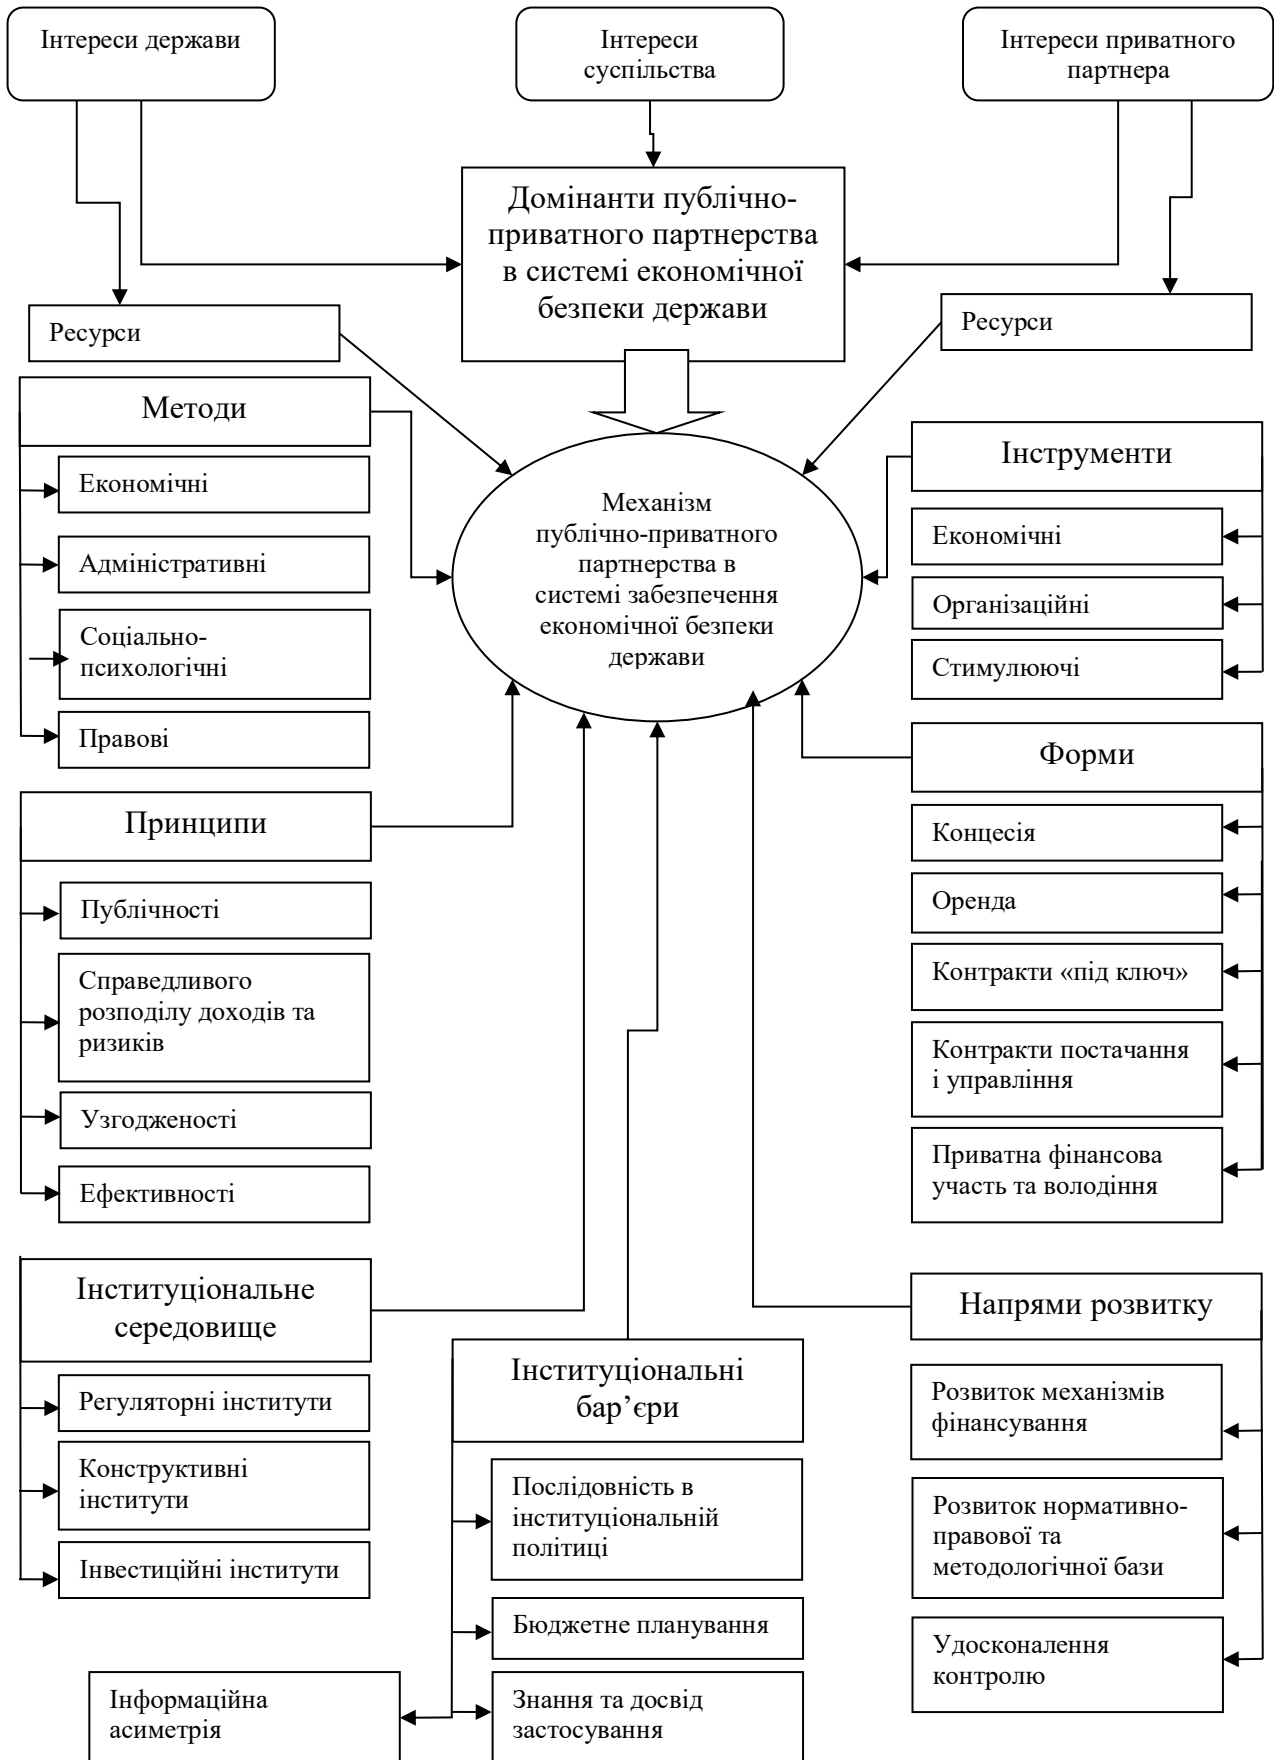 Інтереси держави
Інтереси
суспільства
Інтереси приватного
партнера
Домінанти публічно-
приватного партнерства
в системі економічної
безпеки держави
Ресурси
Ресурси
Методи
Економічні
Адміністративні
Соціально-
психологічні
Правові
Механізм
публічно-приватного
партнерства в
системі забезпечення
економічної безпеки
держави
Інструменти
Економічні
Організаційні
Стимулюючі
Принципи
Публічності
Справедливого
розподілу доходів та
ризиків
Узгодженості
Ефективності
Форми
Концесія
Оренда
Контракти «під ключ»
Контракти постачання
і управління
Приватна фінансова
участь та володіння
Інституціональне
середовище
Регуляторні інститути
Конструктивні
інститути
Інвестиційні інститути
Інституціональні
бар’єри
Послідовність в
інституціональній
політиці
Бюджетне планування
Знання та досвід
застосування
Інформаційна
асиметрія
Напрями розвитку
Розвиток механізмів
фінансування
Розвиток нормативно-
правової та
методологічної бази
Удосконалення
контролю